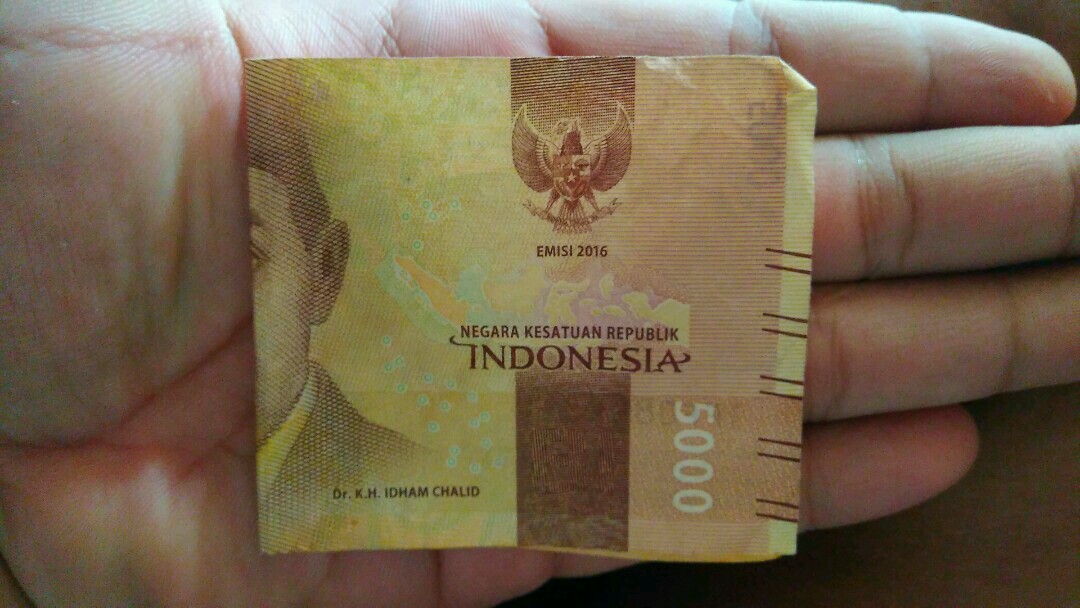 EMISI 2016
NEGARA KESATUAN REPUBLIK
INDONESIA
5000
Dr. K.H. IDHAM CHALID